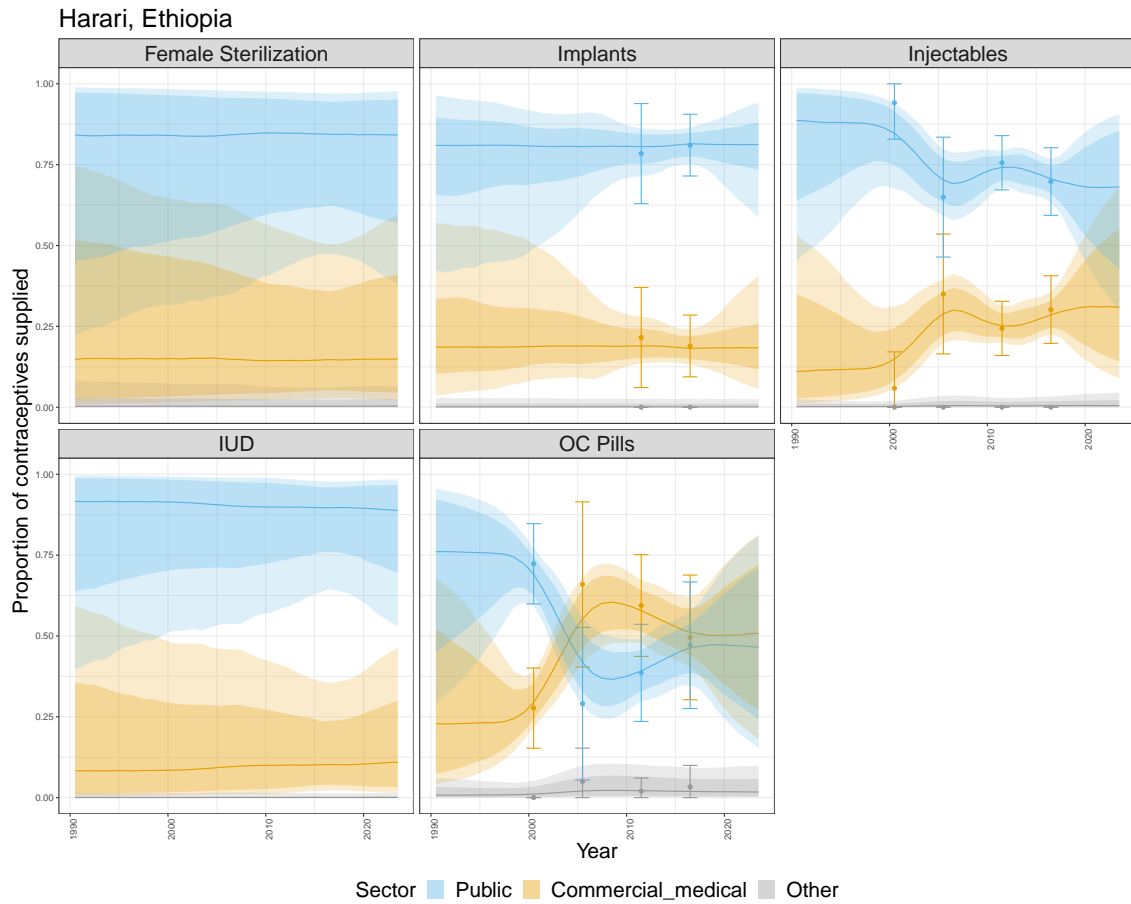 Harari, Ethiopia
Female Sterilization
Implants
Injectables
1.00
0.75
0.50
0.25
0.00
1990
2000
2010
2020
IUD
OC Pills
1.00
0.75
0.50
0.25
0.00
1990
2000
2010
2020
1990
2000
2010
2020
Proportion of contraceptives supplied
Year
Sector Public Commercial_medical Other